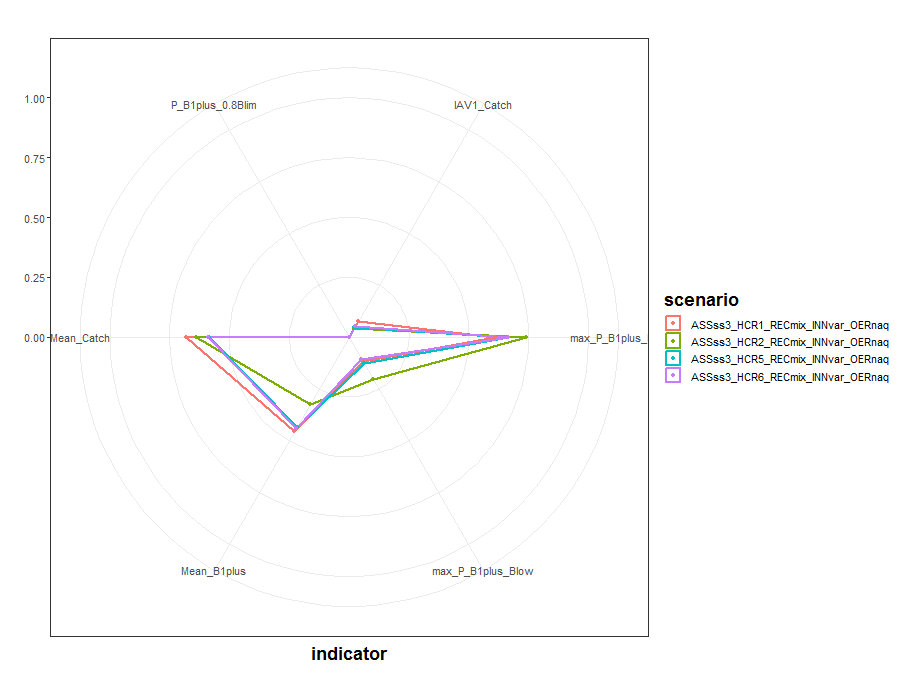 1.00
0.75
0.50
0.25
0.00
P_B1plus_0.8Blim
IAV1_Catch
Mean_Catch
max_P_B1plus_
Mean_B1plus
max_P_B1plus_Blow
indicator
scenario
ASSss3_HCR1_RECmix_INNvar_OERnaq
ASSss3_HCR2_RECmix_INNvar_OERnaq
ASSss3_HCR5_RECmix_INNvar_OERnaq
ASSss3_HCR6_RECmix_INNvar_OERnaq